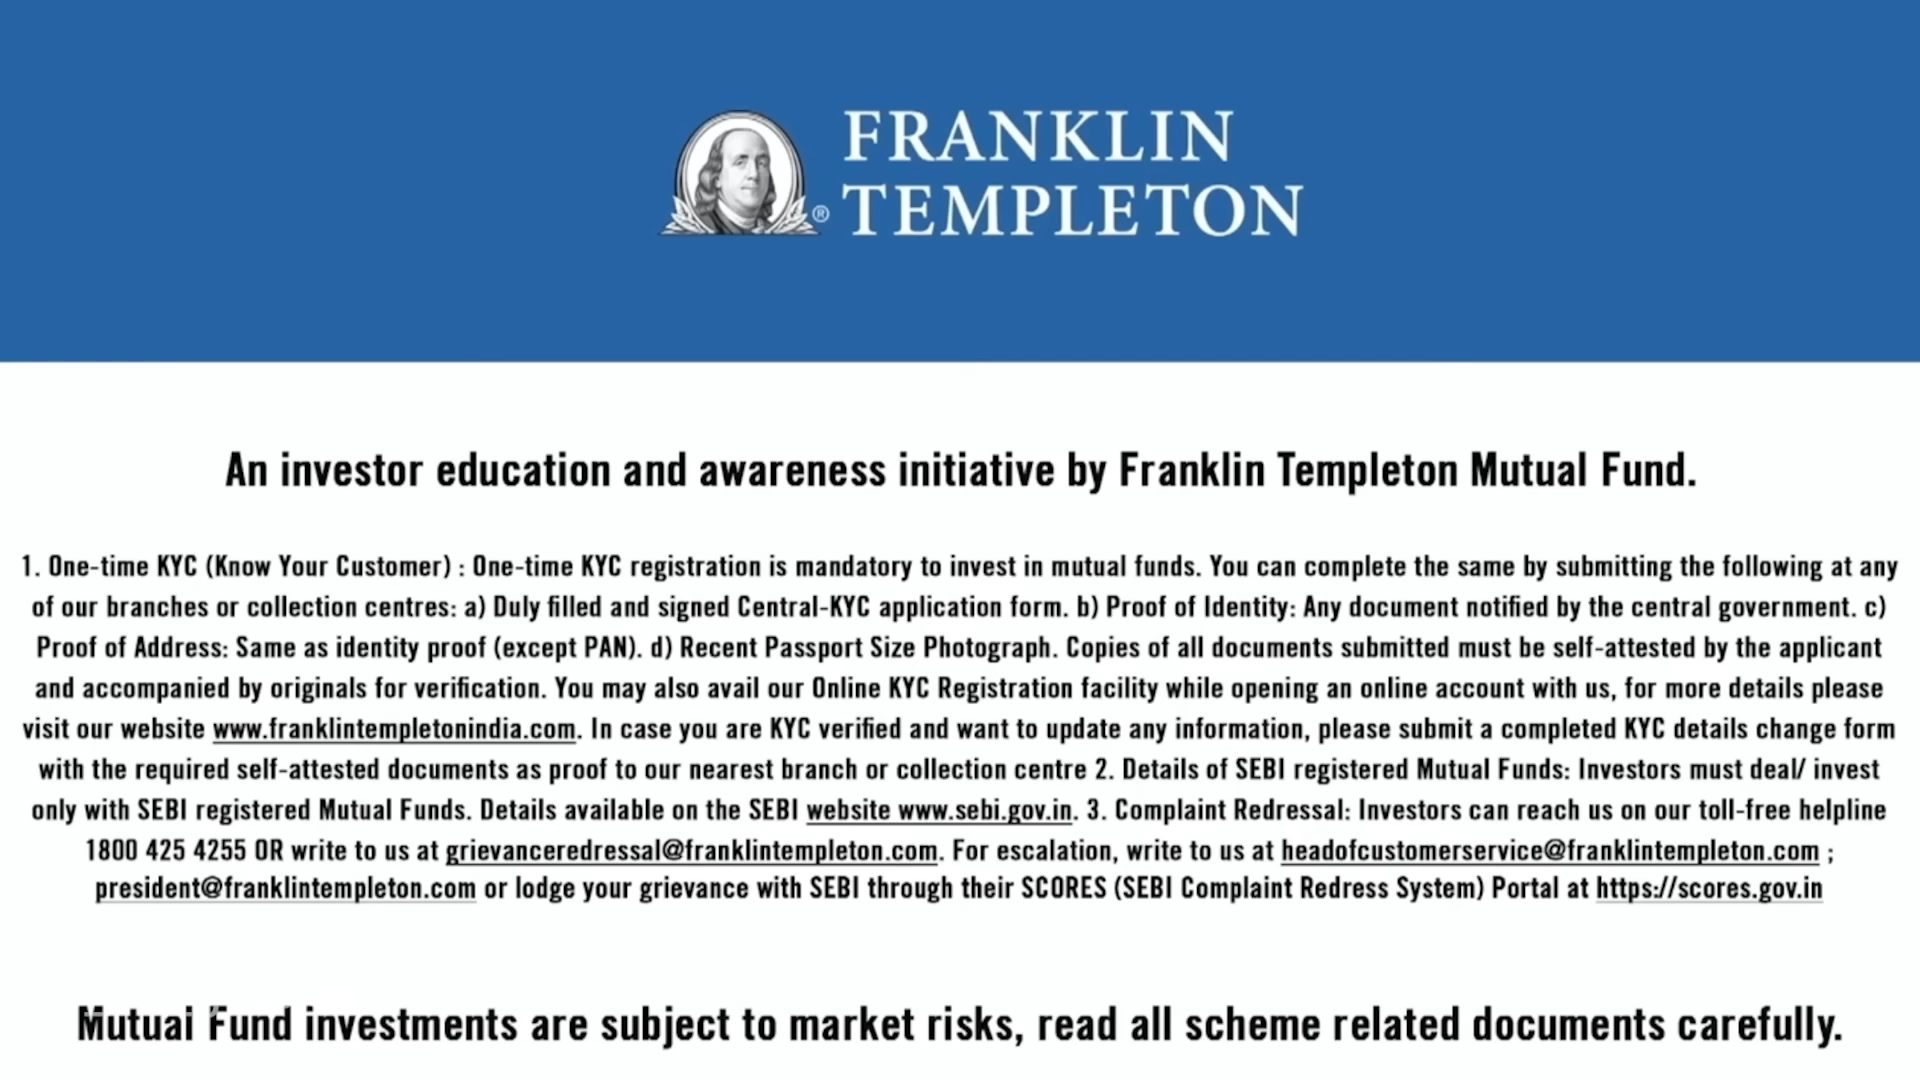 FRANKLIN
TEMPLETON
®
An investor education and awareness initiative by Franklin Templeton Mutual Fund.
1. One-time KYC (Know Your Customer) : One-time KYC registration is mandatory to invest in mutual funds. You can complete the same by submitting the following at any
of our branches or collection centres: a) Duly filled and signed Central-KYC application form. b) Proof of Identity: Any document notified by the central government. c)
Proof of Address: Same as identity proof (except PAN). d) Recent Passport Size Photograph. Copies of all documents submitted must be self-attested by the applicant
and accompanied by originals for verification. You may also avail our Online KYC Registration facility while opening an online account with us, for more details please
visit our website www.franklintempletonindia.com. In case you are KYC verified and want to update any information, please submit a completed KYC details change form
with the required self-attested documents as proof to our nearest branch or collection centre 2. Details of SEBI registered Mutual Funds: Investors must deal/ invest
only with SEBI registered Mutual Funds. Details available on the SEBI website www.sebi.gov.in. 3. Complaint Redressal: Investors can reach us on our toll-free helpline
1800 425 4255 OR write to us at grievanceredressal@franklintempleton.com. For escalation, write to us at headofcustomerservice@franklintempleton.com ;
president@franklintempleton.com or lodge your grievance with SEBI through their SCORES (SEBI Complaint Redress System) Portal at https://scores.gov.in
Mutual Fund investments are subject to market risks, read all scheme related documents carefully.